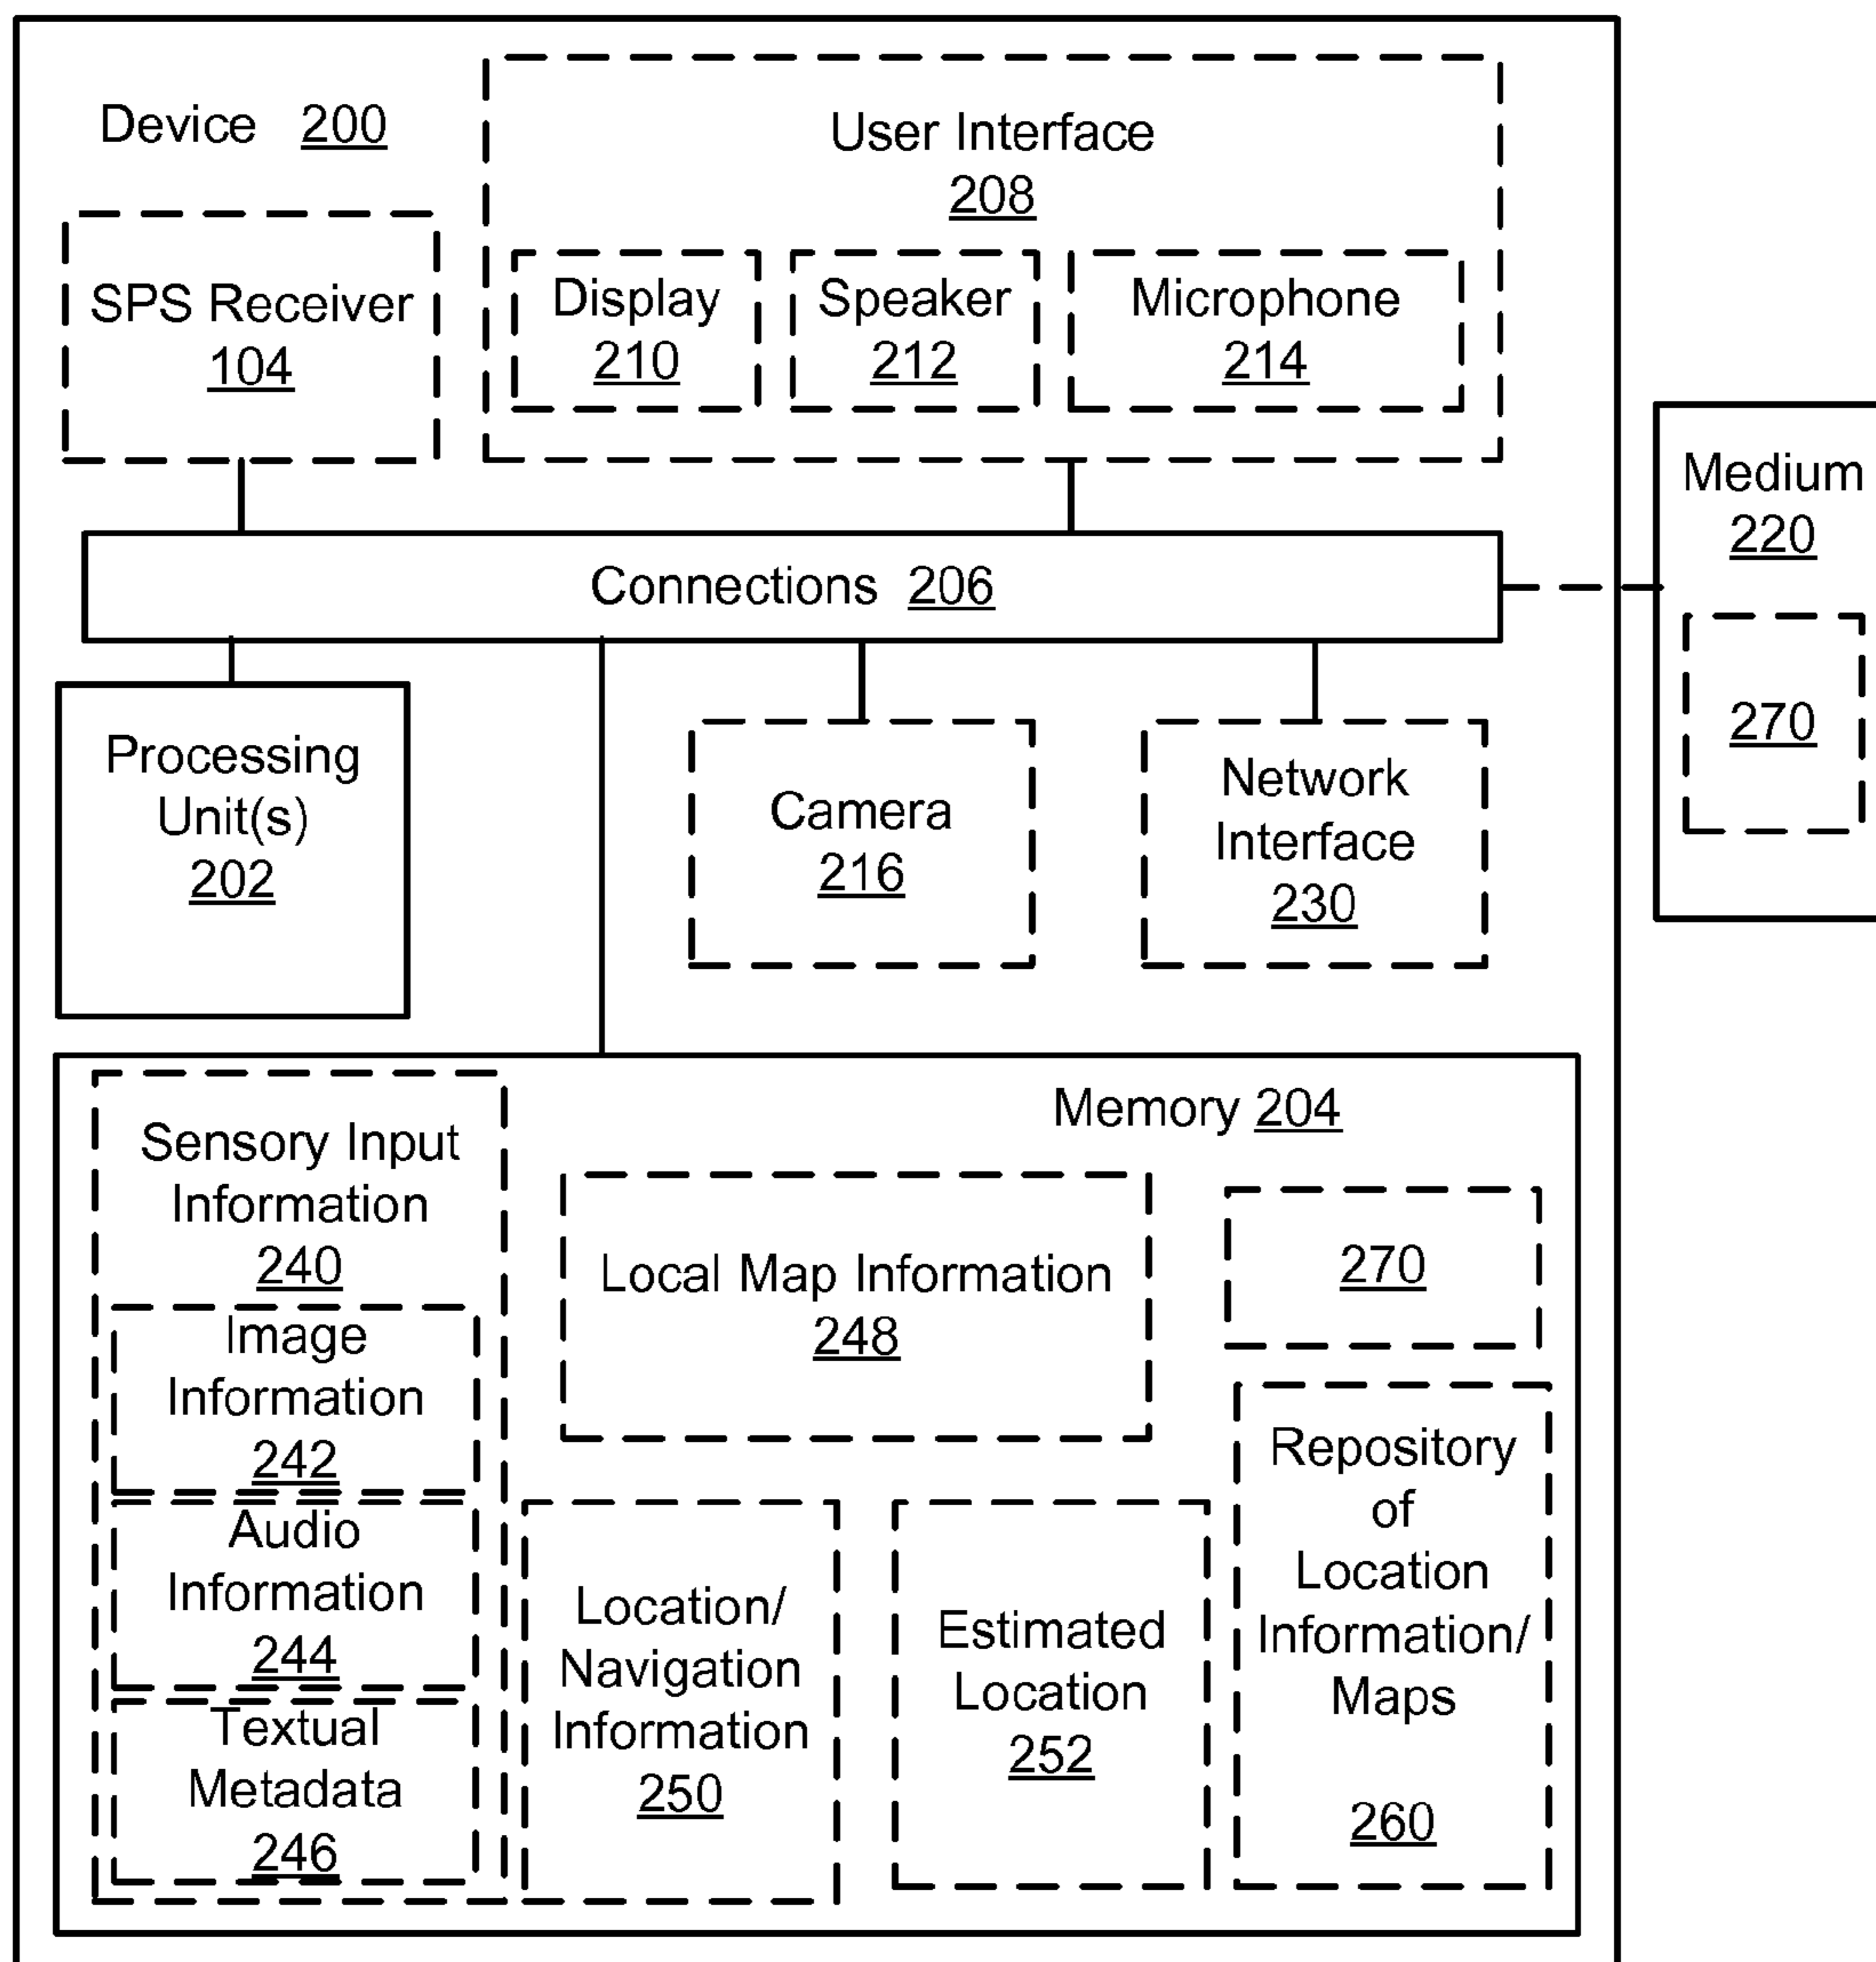 Device 200
User Interface
208
SPS Receiver
104
Display
210
Speaker
212
Microphone
214
Medium
220
270
Connections 206
Processing
Unit(s)
202
Camera
216
Network
Interface
230
Memory 204
Sensory Input
Information
240
Image
Information
242
Audio
Information
244
Textual
Metadata
246
Local Map Information
248
270
Location/
Navigation
Information
250
Estimated
Location
252
Repository
of
Location
Information/
Maps
260